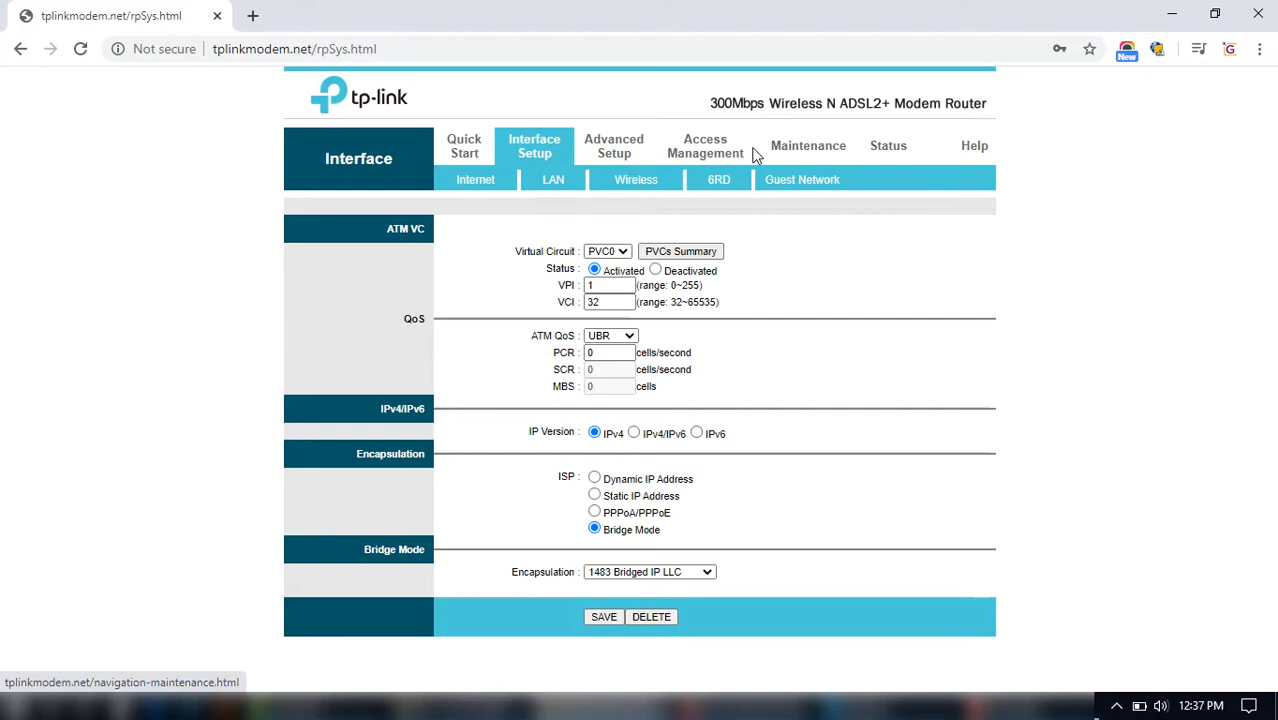 tplinkmodem.net/rpSys.html
Not secure tplinkmodem.net/rpSys.html
New
tp-link
300Mbps Wireless N ADSL2+ Modem Router
Interface
Quick Start
Interface Setup
Advanced Setup
Access Management
Maintenance
Status
Help
Internet LAN Wireless 6RD Guest Network
ATM VC
Virtual Circuit : PVC0 PVCs Summary
Status : Activated Deactivated
VPI : 1 (range: 0~255)
VCI : 32 (range: 32~65535)
QoS
ATM QoS : UBR
PCR : 0 cells/second
SCR : 0 cells/second
MBS : 0 cells
IPv4/IPv6
IP Version : IPv4 IPv4/IPv6 IPv6
Encapsulation
ISP : Dynamic IP Address
Static IP Address
PPPoA/PPPoE
Bridge Mode
Bridge Mode
Encapsulation : 1483 Bridged IP LLC
SAVE DELETE
tplinkmodem.net/navigation-maintenance.html
12:37 PM